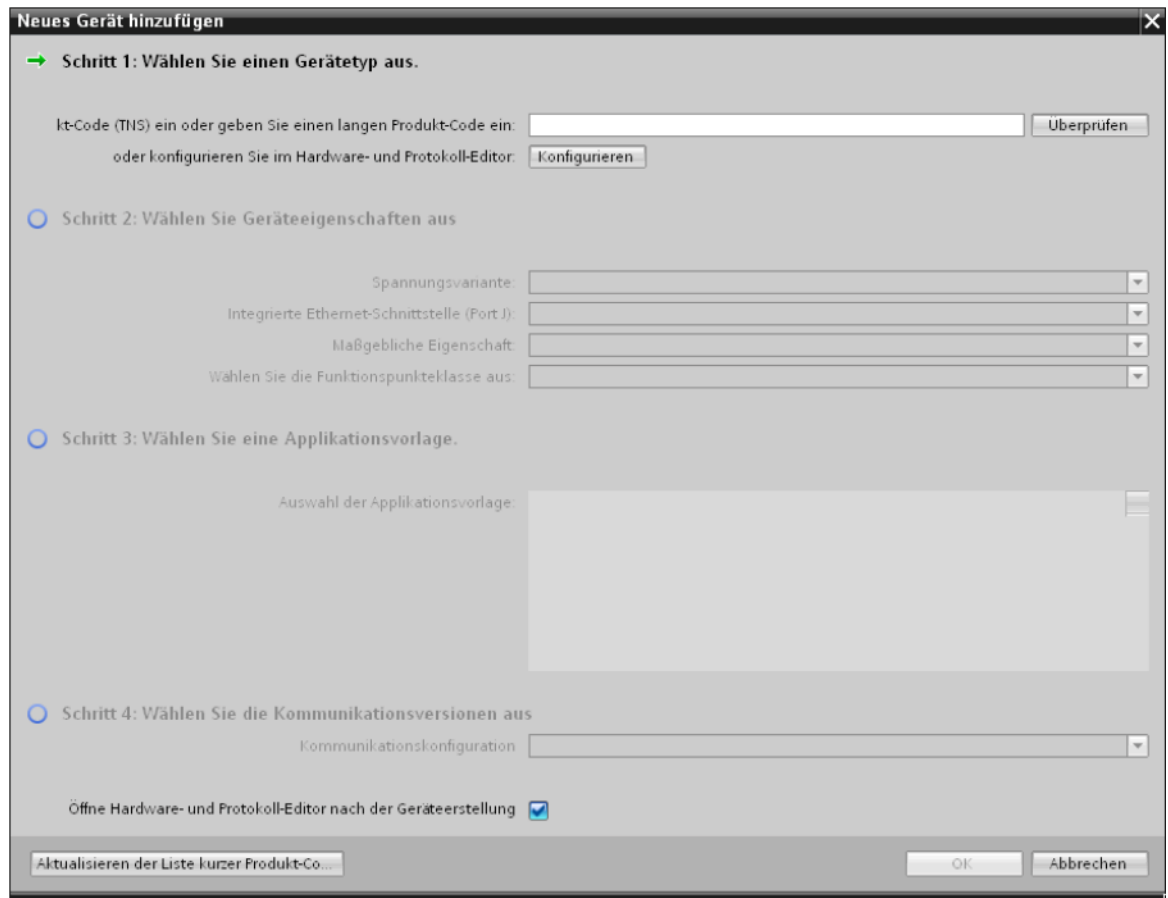 Neues Gerät hinzufügen
Schritt 1: Wählen Sie einen Gerätetyp aus.
kt-Code (TNS) ein oder geben Sie einen langen Produkt-Code ein: Überprüfen
oder konfigurieren Sie im Hardware- und Protokoll-Editor: Konfigurieren
Schritt 2: Wählen Sie Geräteeigenschaften aus
Spannungsvariante:
Integrierte Ethernet-Schnittstelle (Port J):
Maßgebliche Eigenschaft:
Wählen Sie die Funktionspunkteklasse aus:
Schritt 3: Wählen Sie eine Applikationsvorlage.
Auswahl der Applikationsvorlage:
Schritt 4: Wählen Sie die Kommunikationsversionen aus
Kommunikationskonfiguration
Öffne Hardware- und Protokoll-Editor nach der Geräteerstellung
Aktualisieren der Liste kurzer Produkt-Co... OK Abbrechen